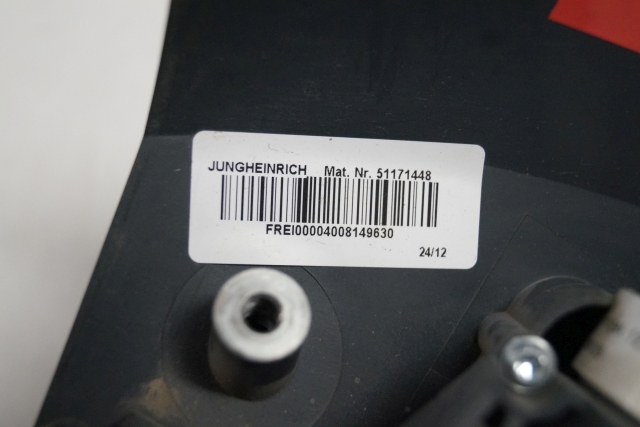 JUNGHEINRICH Mat. Nr. 51171448
FREI00004008149630
24/12